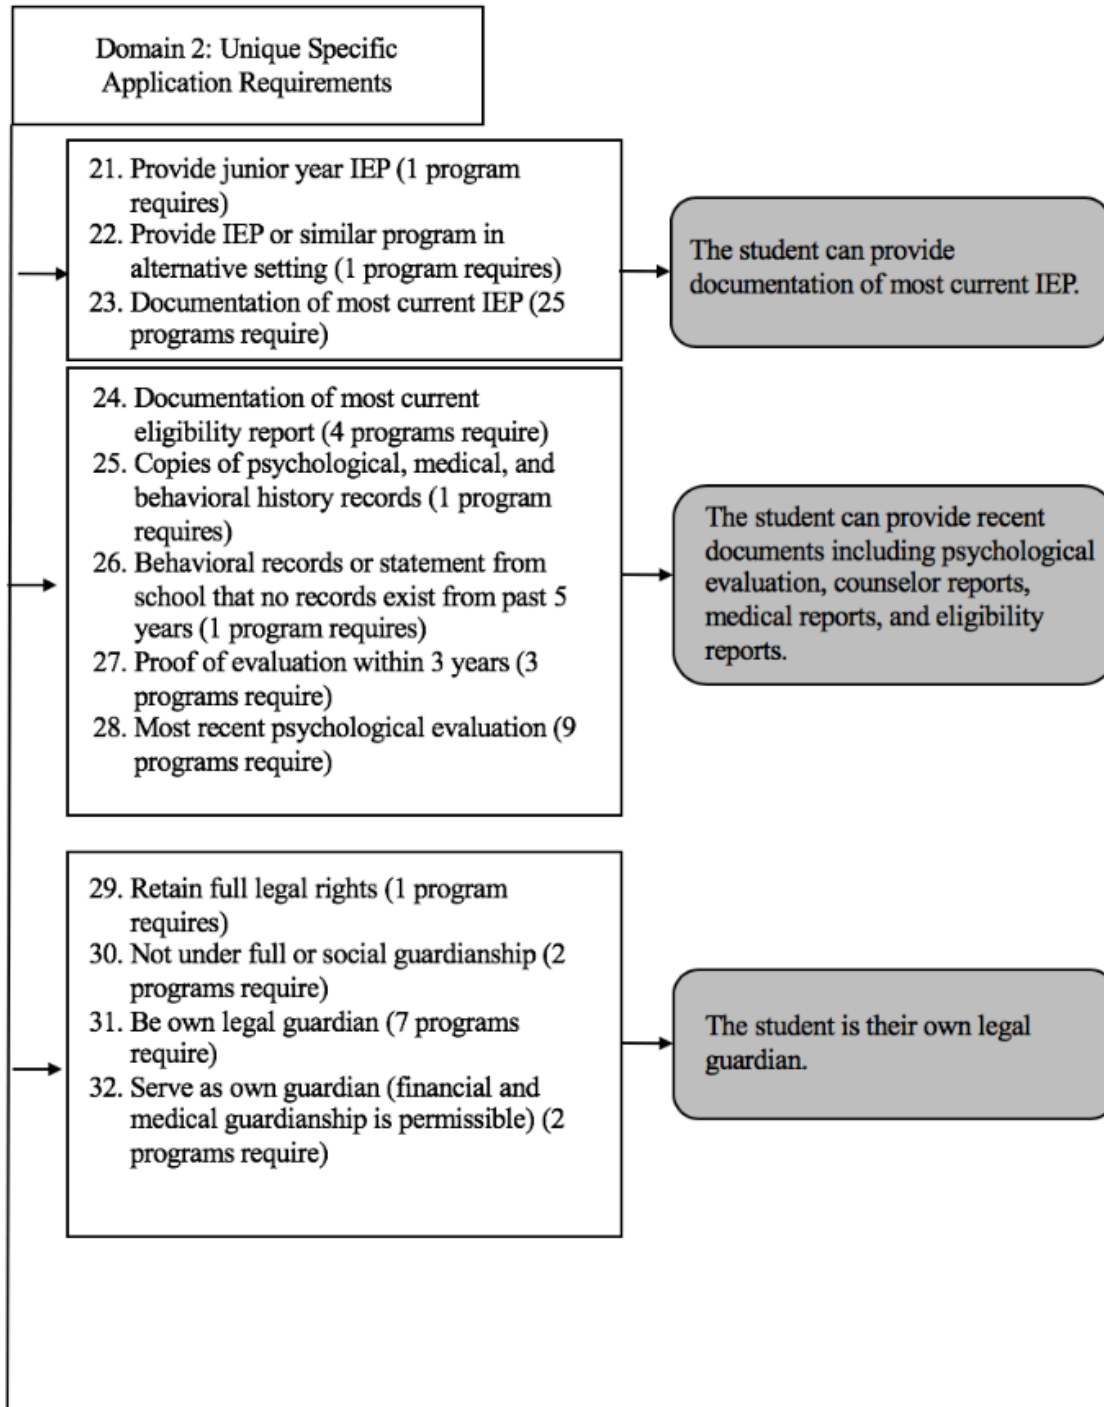 Domain 2: Unique Specific
Application Requirements
21. Provide junior year IEP (1 program
requires)
22. Provide IEP or similar program in
alternative setting (1 program requires)
23. Documentation of most current IEP (25
programs require)
The student can provide
documentation of most current IEP.
24. Documentation of most current
eligibility report (4 programs require)
25. Copies of psychological, medical, and
behavioral history records (1 program
requires)
26. Behavioral records or statement from
school that no records exist from past 5
years (1 program requires)
27. Proof of evaluation within 3 years (3
programs require)
28. Most recent psychological evaluation (9
programs require)
The student can provide recent
documents including psychological
evaluation, counselor reports,
medical reports, and eligibility
reports.
29. Retain full legal rights (1 program
requires)
30. Not under full or social guardianship (2
programs require)
31. Be own legal guardian (7 programs
require)
32. Serve as own guardian (financial and
medical guardianship is permissible) (2
programs require)
The student is their own legal
guardian.